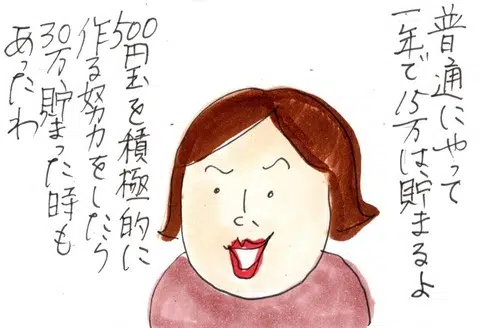 普通にやって
一年で15万は貯まるよ
500円玉を積極的に
作る努力をしたら
30万貯まった時も
あったわ